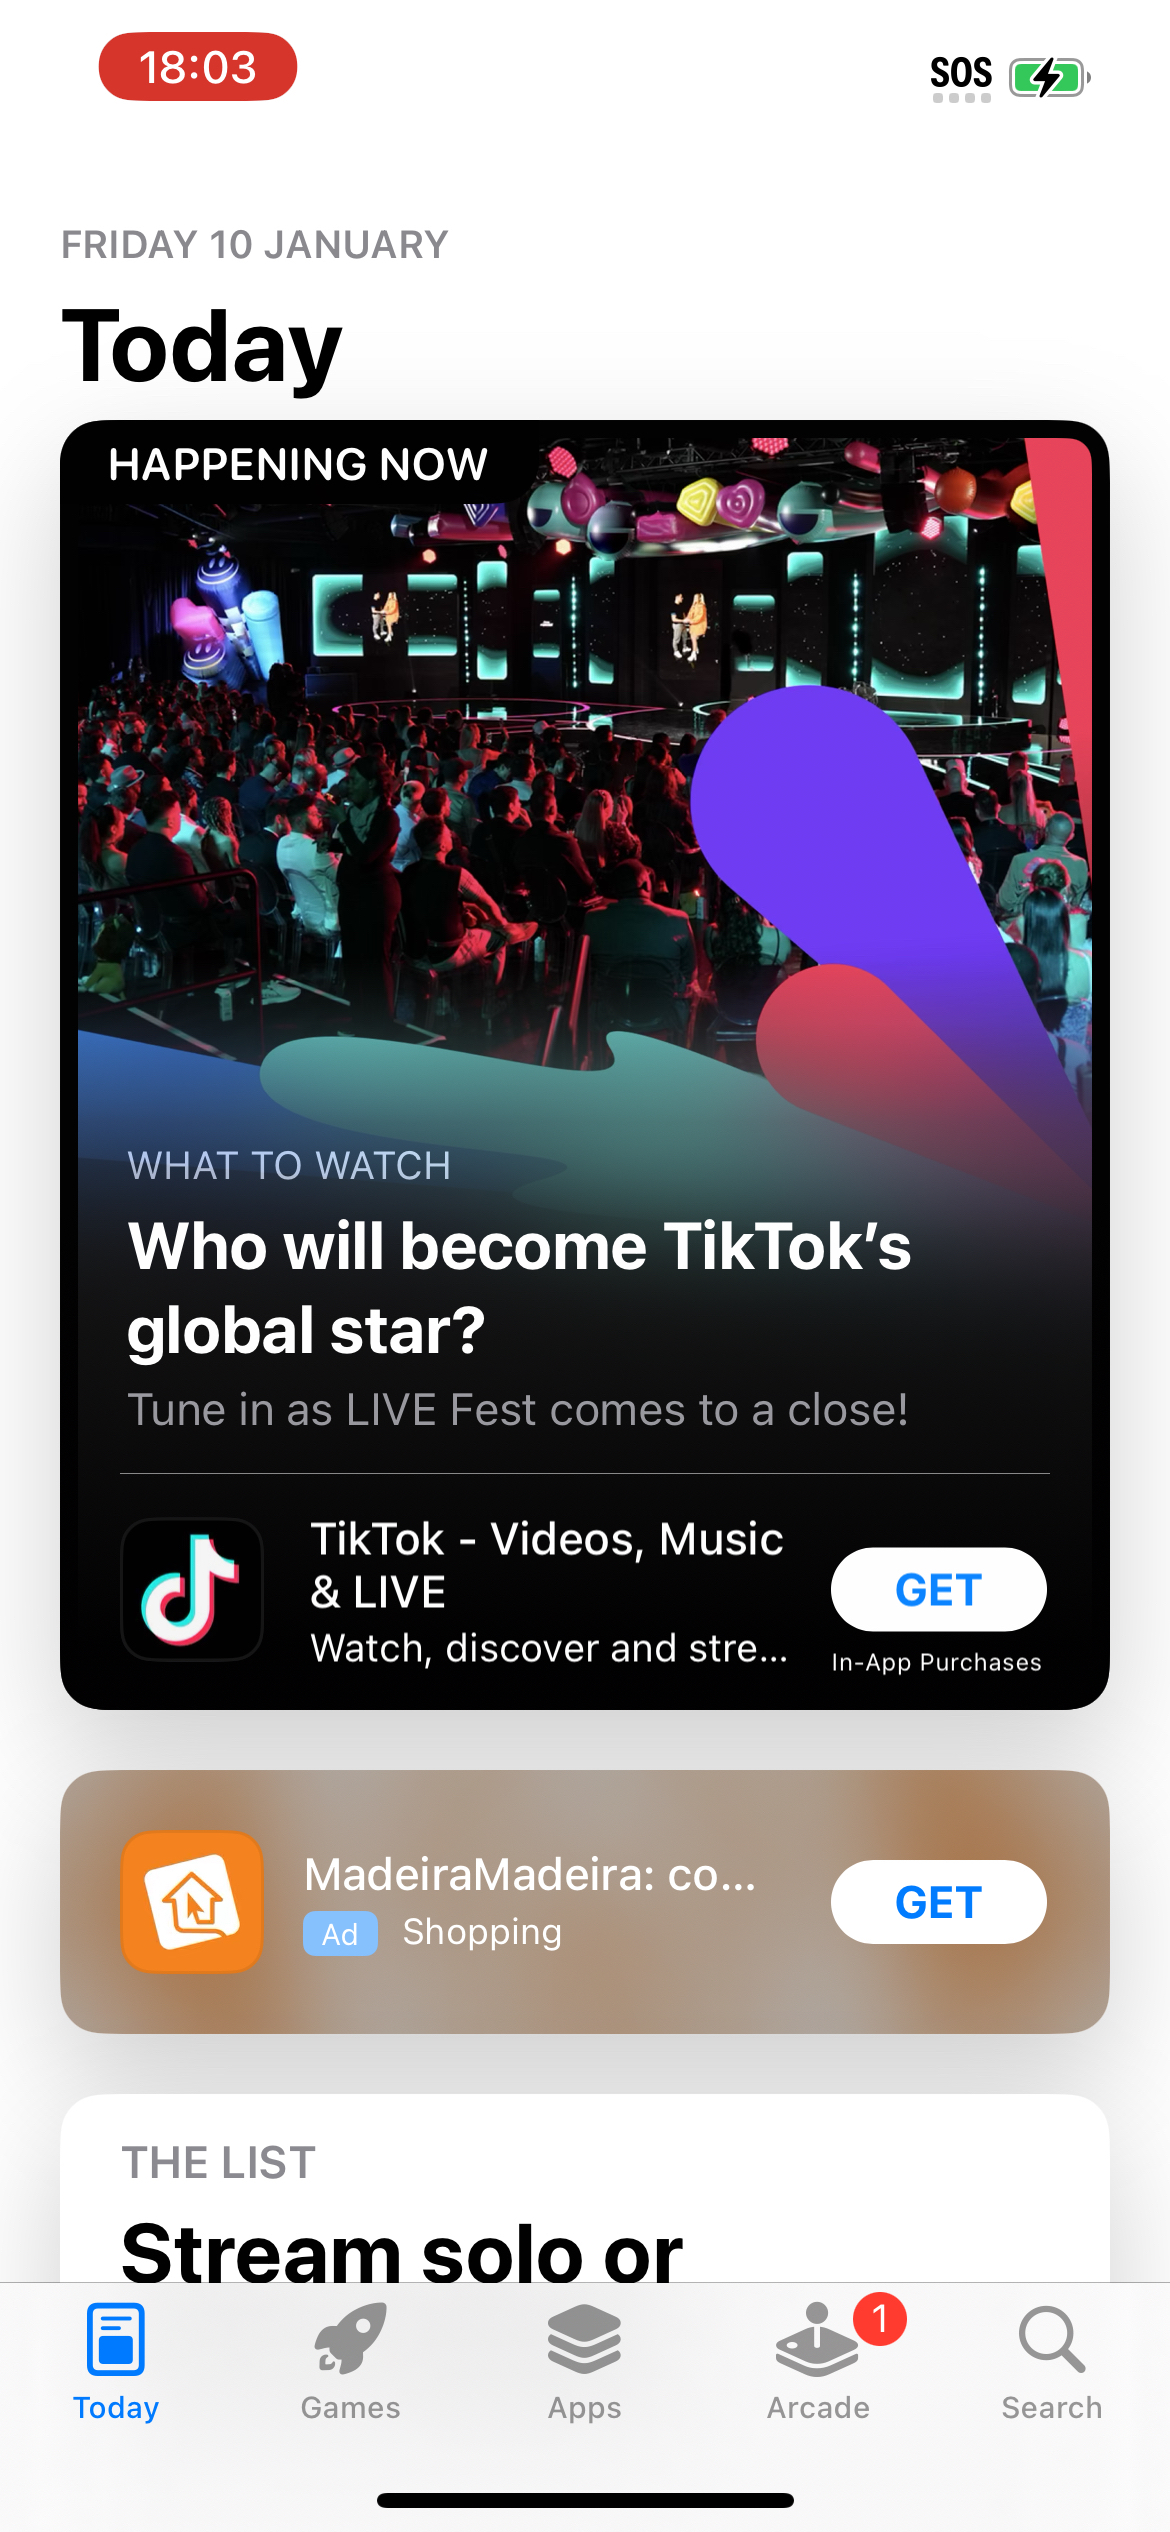 18:03
SOS
FRIDAY 10 JANUARY
Today
HAPPENING NOW
WHAT TO WATCH
Who will become TikTok’s
global star?
Tune in as LIVE Fest comes to a close!
TikTok - Videos, Music
& LIVE
Watch, discover and stre...
GET
In-App Purchases
MadeiraMadeira: co...
Ad Shopping
GET
THE LIST
Stream solo or
1
Today
Games
Apps
Arcade
Search